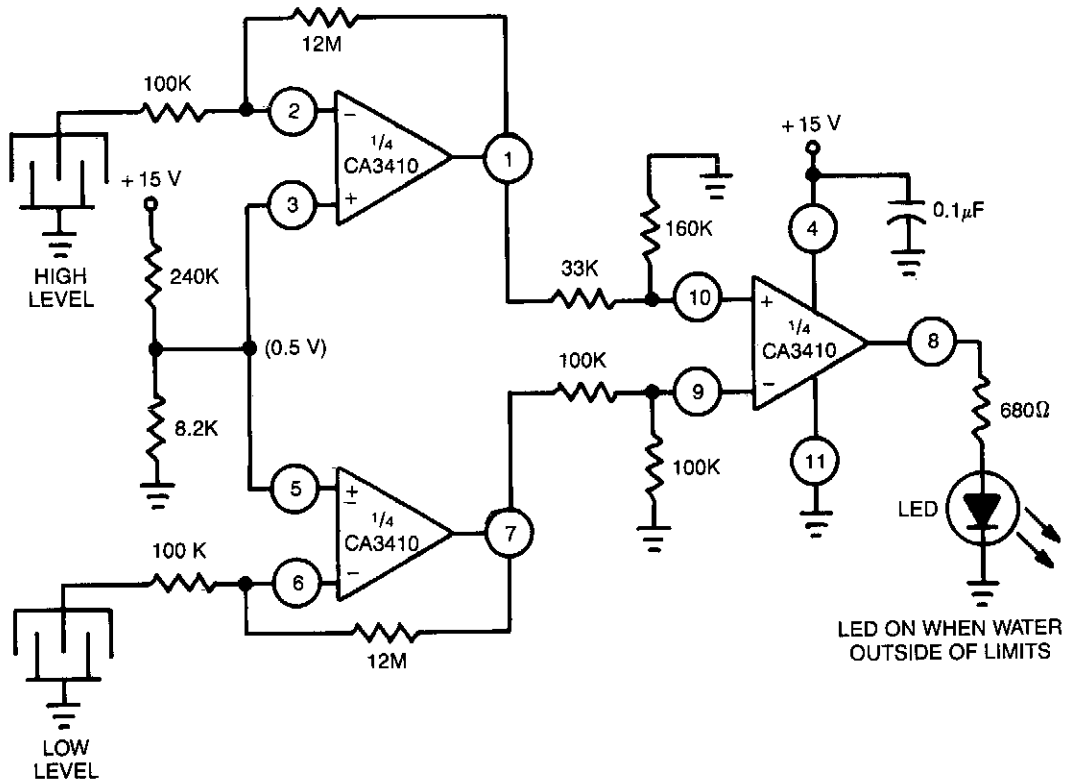 12M
100K
2
−
1/4
CA3410
1
+ 15 V
3
+
+ 15 V
4
0.1µF
160K
HIGH
LEVEL
240K
33K
10
+
(0.5 V)
1/4
CA3410
8
100K
9
−
8.2K
680Ω
100K
11
5
±
1/4
CA3410
7
LED
100 K
6
−
12M
LED ON WHEN WATER
OUTSIDE OF LIMITS
LOW
LEVEL